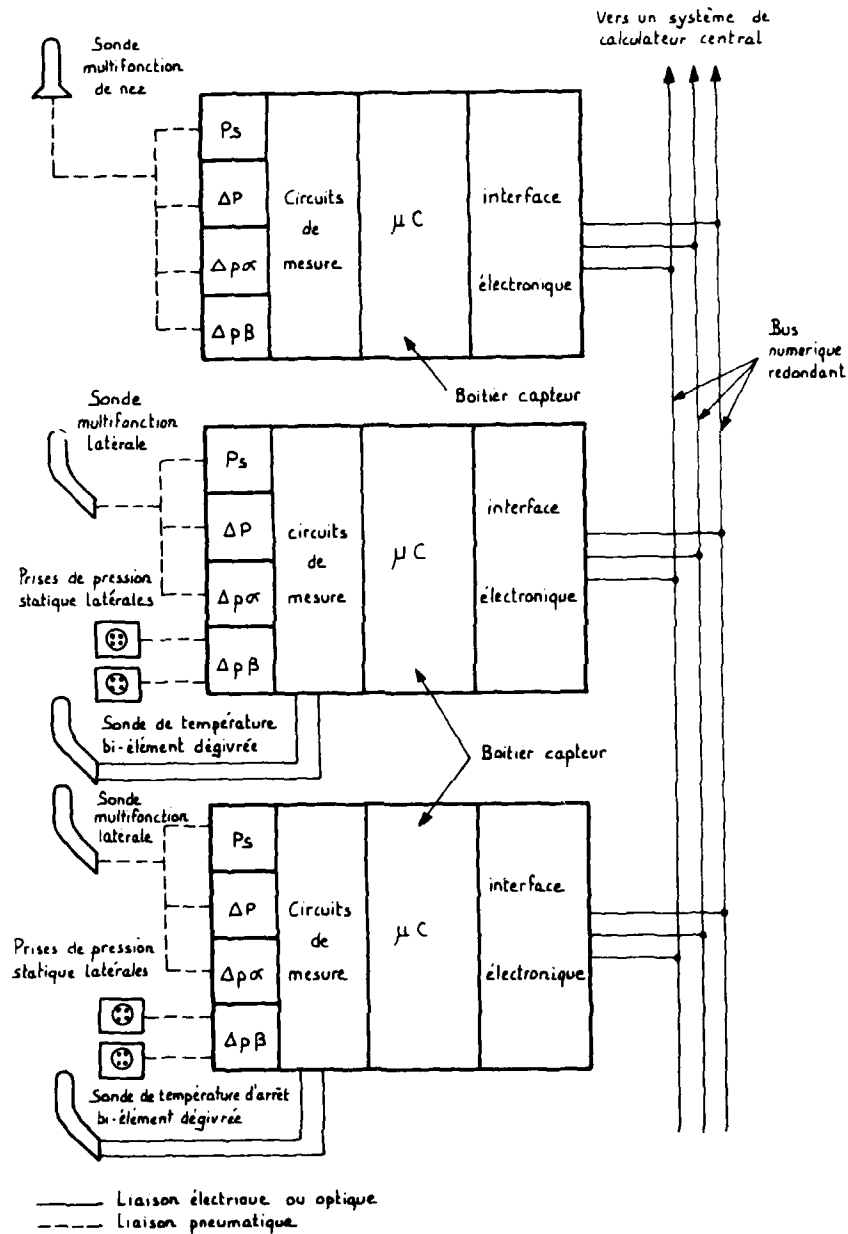 Vers un système de
calculateur central
Sonde
multifonction
de nez
Ps
ΔP
Δpα
Δpβ
Circuits
de
mesure
μC
interface
électronique
Bus
numerique
redondant
Boitier capteur
Sonde
multifonction
latérale
Prises de pression
statique latérales
Ps
ΔP
Δpα
Δpβ
circuits
de
mesure
μC
interface
électronique
Sonde de température
bi-élément dégivrée
Boitier capteur
Sonde
multifonction
latérale
Prises de pression
statique latérales
Ps
ΔP
Δpα
Δpβ
Circuits
de
mesure
μC
interface
électronique
Sonde de température d'arrêt
bi-élément dégivrée
Liaison électrique ou optique
Liaison pneumatique